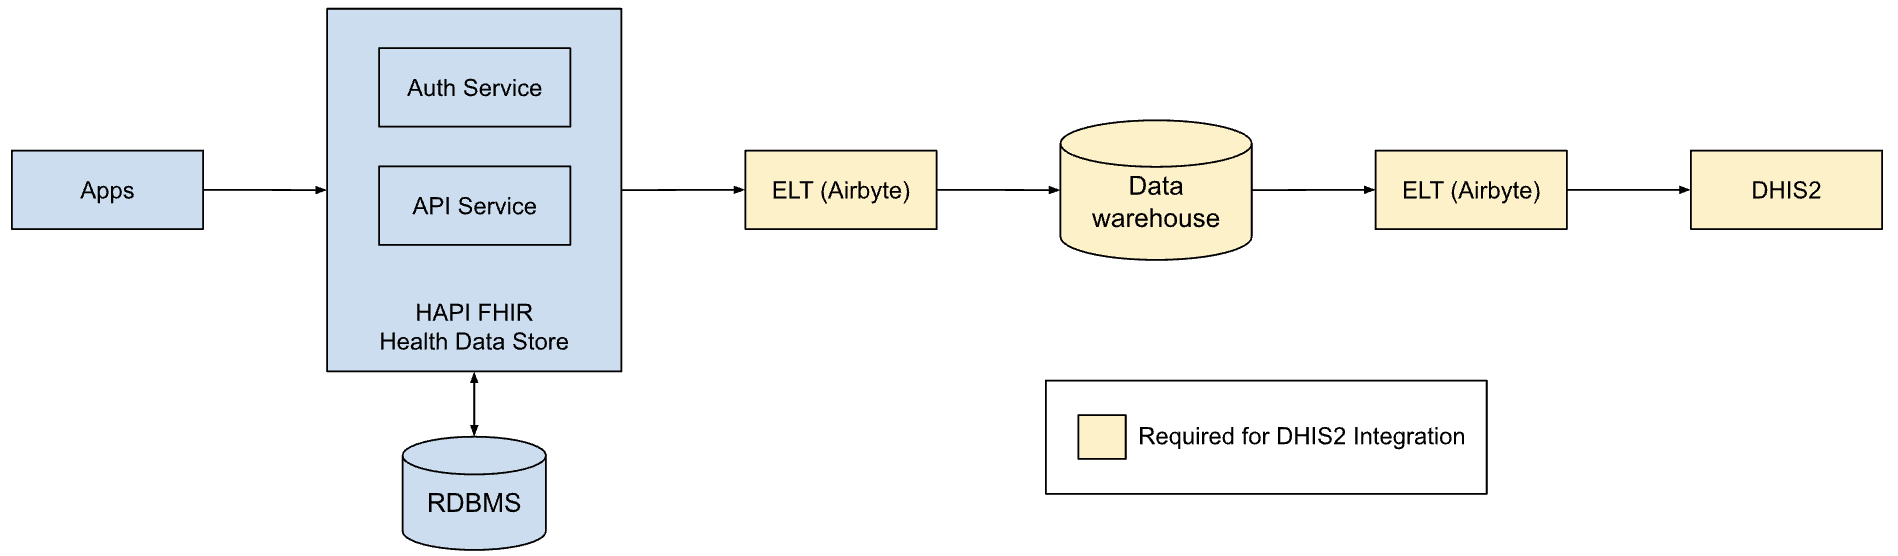 Apps
Auth Service
API Service
HAPI FHIR
Health Data Store
RDBMS
ELT (Airbyte)
Data
warehouse
ELT (Airbyte)
DHIS2
Required for DHIS2 Integration